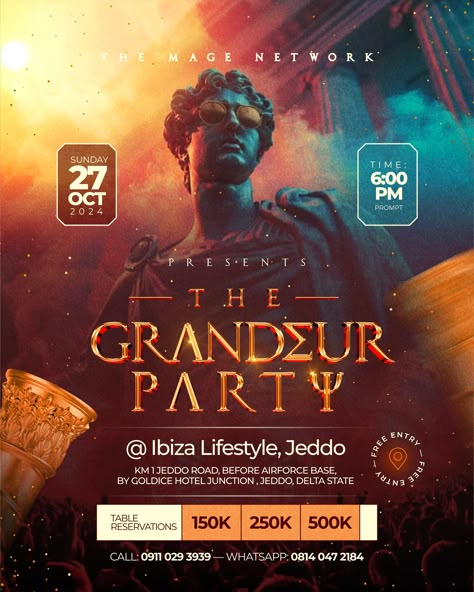 THE MAGE NETWORK
SUNDAY
27
OCT
2024
TIME:
6:00
PM
PROMPT
PRESENTS
THE
GRANDΣUR
PΛRTΨ
@ Ibiza Lifestyle, Jeddo
KM 1 JEDDO ROAD, BEFORE AIRFORCE BASE,
BY GOLDICE HOTEL JUNCTION , JEDDO, DELTA STATE
FREE ENTRY — FREE ENTRY —
TABLE
RESERVATIONS
150K 250K 500K
CALL: 0911 029 3939 — WHATSAPP: 0814 047 2184